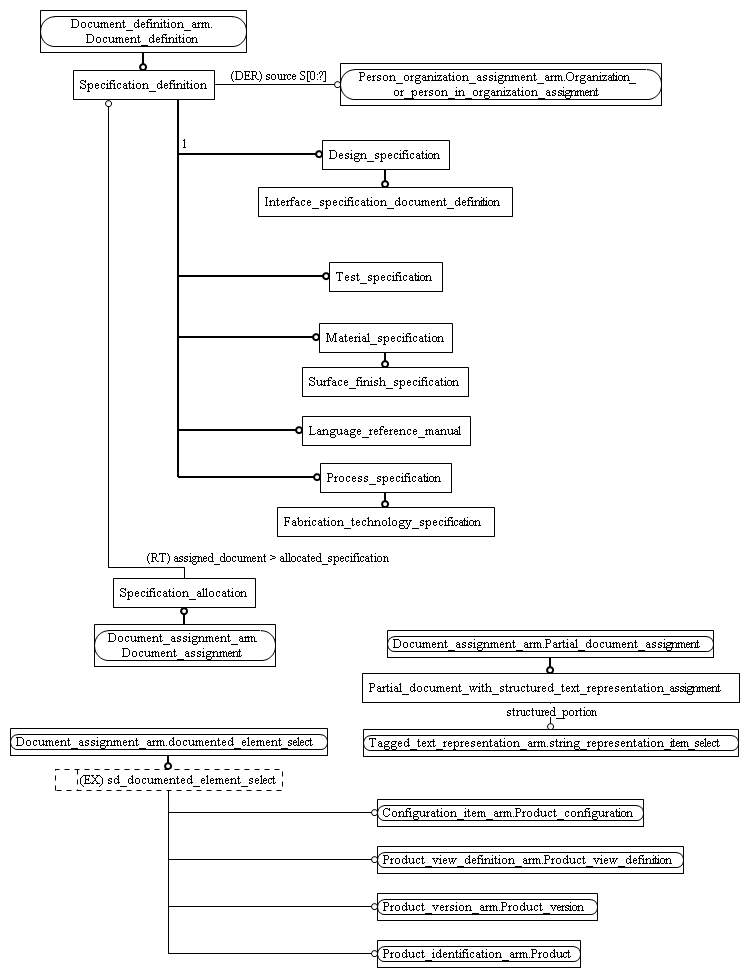 Document_definition_arm.
Document_definition
Specification_definition
(DER) source S[0:?]
Person_organization_assignment_arm.Organization_
or_person_in_organization_assignment
1
Design_specification
Interface_specification_document_definition
Test_specification
Material_specification
Surface_finish_specification
Language_reference_manual
Process_specification
Fabrication_technology_specification
(RT) assigned_document > allocated_specification
Specification_allocation
Document_assignment_arm.
Document_assignment
Document_assignment_arm.Partial_document_assignment
Partial_document_with_structured_text_representation_assignment
structured_portion
Tagged_text_representation_arm.string_representation_item_select
Document_assignment_arm.documented_element_select
(EX) sd_documented_element_select
Configuration_item_arm.Product_configuration
Product_view_definition_arm.Product_view_definition
Product_version_arm.Product_version
Product_identification_arm.Product